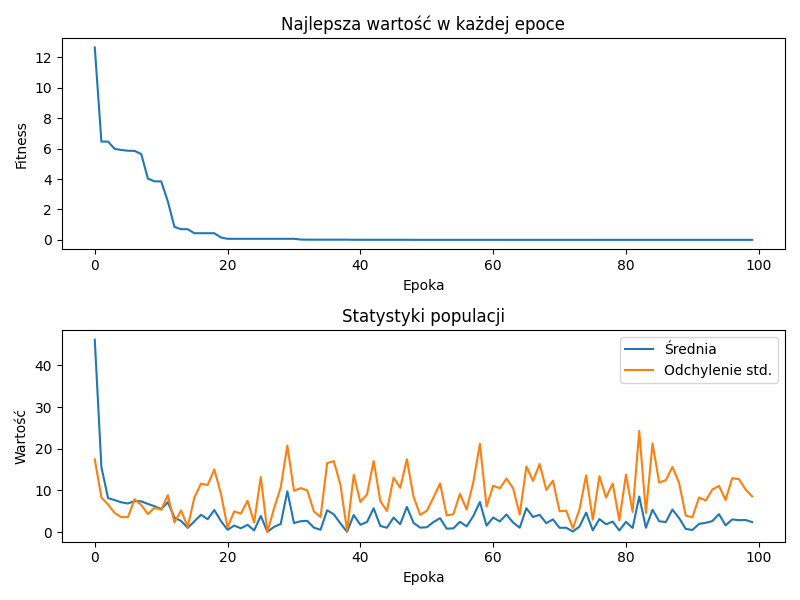 Najlepsza wartość w każdej epoce
Fitness
12
10
8
6
4
2
0
0 20 40 60 80 100
Epoka
Statystyki populacji
Wartość
40
30
20
10
0
Średnia
Odchylenie std.
0 20 40 60 80 100
Epoka